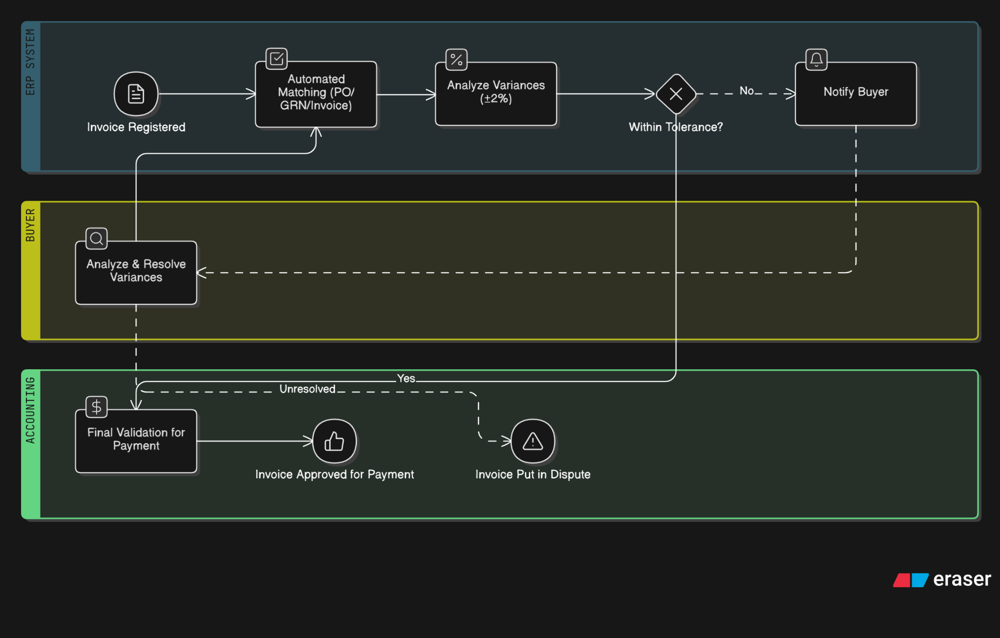 ERP SYSTEM
Automated
Matching (PO/
GRN/Invoice)
Analyze Variances
(±2%)
No
Notify Buyer
Invoice Registered
Within Tolerance?
BUYER
Analyze & Resolve
Variances
ACCOUNTING
Yes
Unresolved
Final Validation for
Payment
Invoice Approved for Payment
Invoice Put in Dispute
eraser